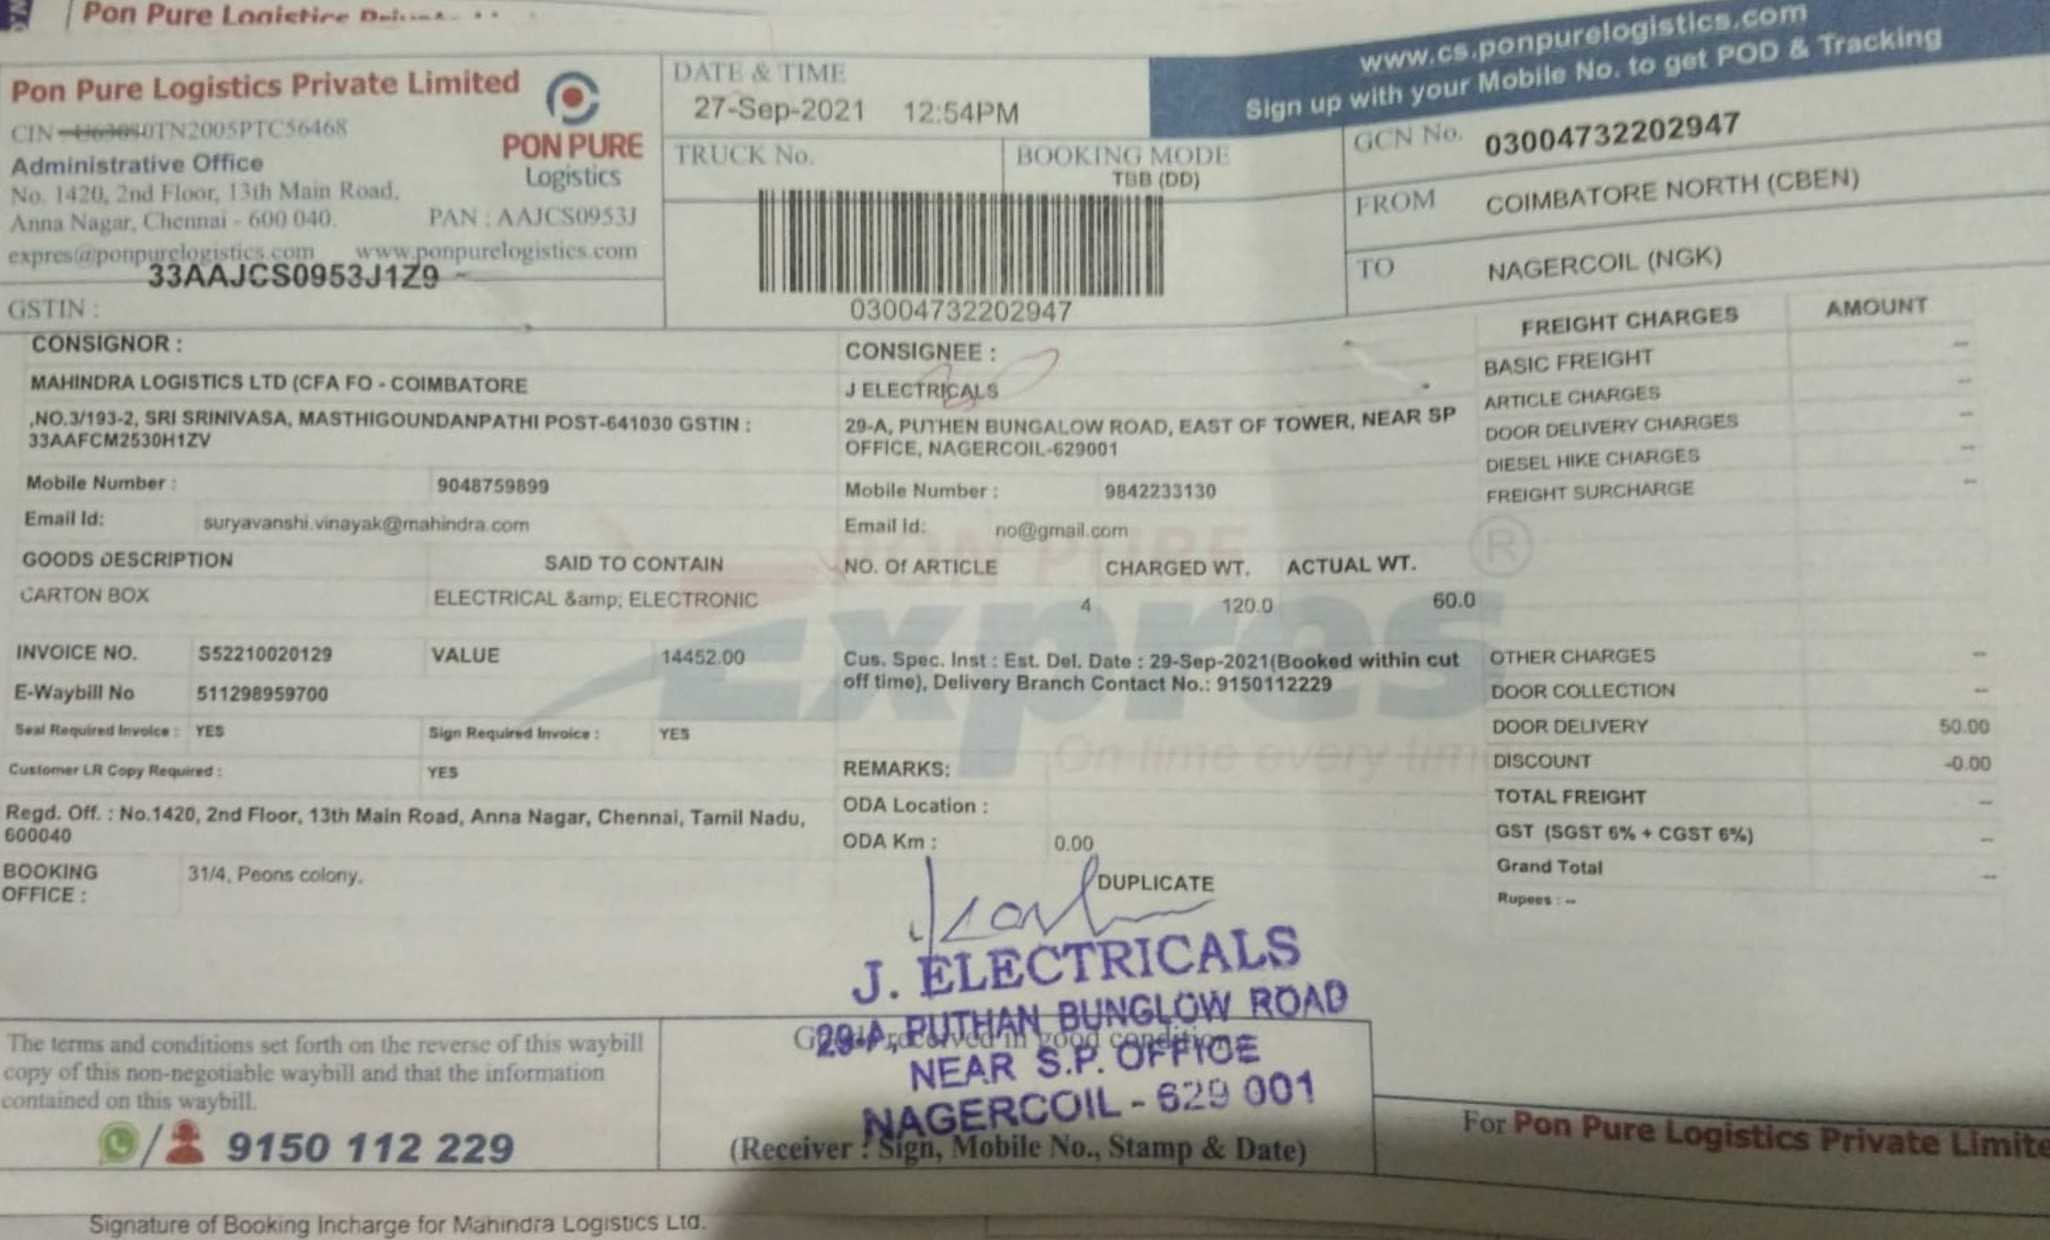 Pon Pure Logistics
Pon Pure Logistics Private Limited
CIN - U63030TN2005PTC56468
Administrative Office
No. 1420, 2nd Floor, 13th Main Road,
Anna Nagar, Chennai - 600 040. PAN : AAJCS0953J
expres@ponpurelogistics.com www.ponpurelogistics.com
33AAJCS0953J1Z9
GSTIN :
PON PURE
Logistics
DATE & TIME
27-Sep-2021 12:54PM
TRUCK No.
BOOKING MODE
TBB (DD)
03004732202947
www.cs.ponpurelogistics.com
Sign up with your Mobile No. to get POD & Tracking
GCN No. 03004732202947
FROM COIMBATORE NORTH (CBEN)
TO NAGERCOIL (NGK)
CONSIGNOR :
MAHINDRA LOGISTICS LTD (CFA FO - COIMBATORE
,NO.3/193-2, SRI SRINIVASA, MASTHIGOUNDANPATHI POST-641030 GSTIN :
33AAFCM2530H1ZV
Mobile Number : 9048759899
Email Id: suryavanshi.vinayak@mahindra.com
CONSIGNEE :
J ELECTRICALS
29-A, PUTHEN BUNGALOW ROAD, EAST OF TOWER, NEAR SP
OFFICE, NAGERCOIL-629001
Mobile Number : 9842233130
Email Id: no@gmail.com
GOODS DESCRIPTION SAID TO CONTAIN NO. Of ARTICLE CHARGED WT. ACTUAL WT.
CARTON BOX ELECTRICAL &amp; ELECTRONIC 4 120.0 60.0
INVOICE NO. S52210020129 VALUE 14452.00
E-Waybill No 511298959700
Seal Required Invoice : YES Sign Required Invoice : YES
Customer LR Copy Required : YES
Regd. Off. : No.1420, 2nd Floor, 13th Main Road, Anna Nagar, Chennai, Tamil Nadu,
600040
BOOKING
OFFICE :
31/4, Peons colony,
Cus. Spec. Inst : Est. Del. Date : 29-Sep-2021(Booked within cut
off time), Delivery Branch Contact No.: 9150112229
REMARKS:
ODA Location :
ODA Km : 0.00
DUPLICATE
PON PURE
Expres
®
On time every time
FREIGHT CHARGES AMOUNT
BASIC FREIGHT --
ARTICLE CHARGES --
DOOR DELIVERY CHARGES --
DIESEL HIKE CHARGES --
FREIGHT SURCHARGE --
OTHER CHARGES --
DOOR COLLECTION --
DOOR DELIVERY 50.00
DISCOUNT -0.00
TOTAL FREIGHT --
GST (SGST 6% + CGST 6%) --
Grand Total --
Rupees : --
J. ELECTRICALS
29-A, PUTHAN BUNGLOW ROAD
NEAR S.P. OFFICE
NAGERCOIL - 629 001
received in good condition
(Receiver : Sign, Mobile No., Stamp & Date)
The terms and conditions set forth on the reverse of this waybill
copy of this non-negotiable waybill and that the information
contained on this waybill.
/ 9150 112 229
For Pon Pure Logistics Private Limite
Signature of Booking Incharge for Mahindra Logistics Ltd.